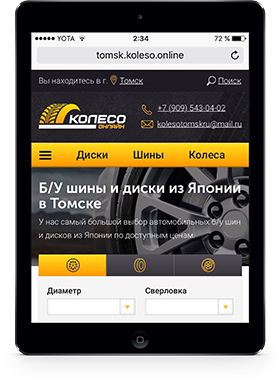 YOTA 2:34 72 %
tomsk.koleso.online
Вы находитесь в г. Томск Поиск
КОЛЕСО
ОНЛАЙН
+7 (909) 543-04-02
kolesotomskru@mail.ru
Диски Шины Колеса
Б/У шины и диски из Японии
в Томске
У нас самый большой выбор автомобильных б/у шин
и дисков из Японии по доступным ценам.
Диаметр Сверловка